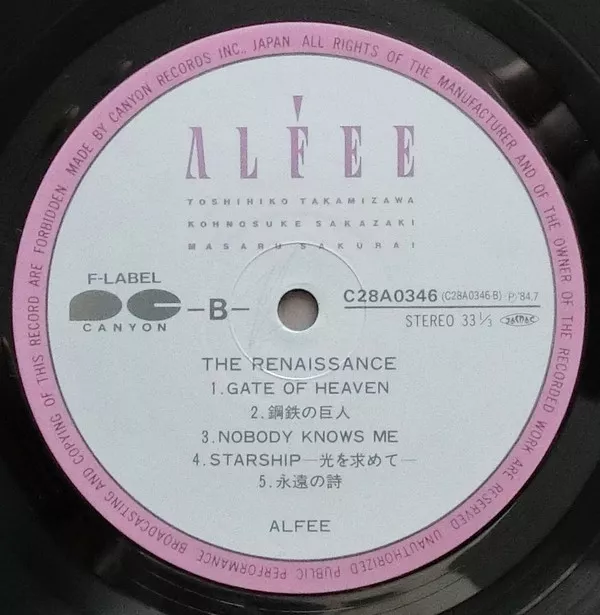 MADE BY CANYON RECORDS INC., JAPAN ALL RIGHTS OF THE MANUFACTURER AND OF THE OWNER OF THE RECORDED WORK ARE RESERVED UNAUTHORIZED PUBLIC PERFORMANCE BROADCASTING AND COPYING OF THIS RECORD ARE FORBIDDEN
ALFEE
TOSHIHIKO TAKAMIZAWA
KOHNOSUKE SAKAZAKI
MASARU SAKURAI
F-LABEL
CANYON
-B-
C28A0346 (C28A0346-B) Ⓟ/'84.7
STEREO 33 1/3
THE RENAISSANCE
1.GATE OF HEAVEN
2.鋼鉄の巨人
3.NOBODY KNOWS ME
4.STARSHIP—光を求めて—
5.永遠の詩
ALFEE